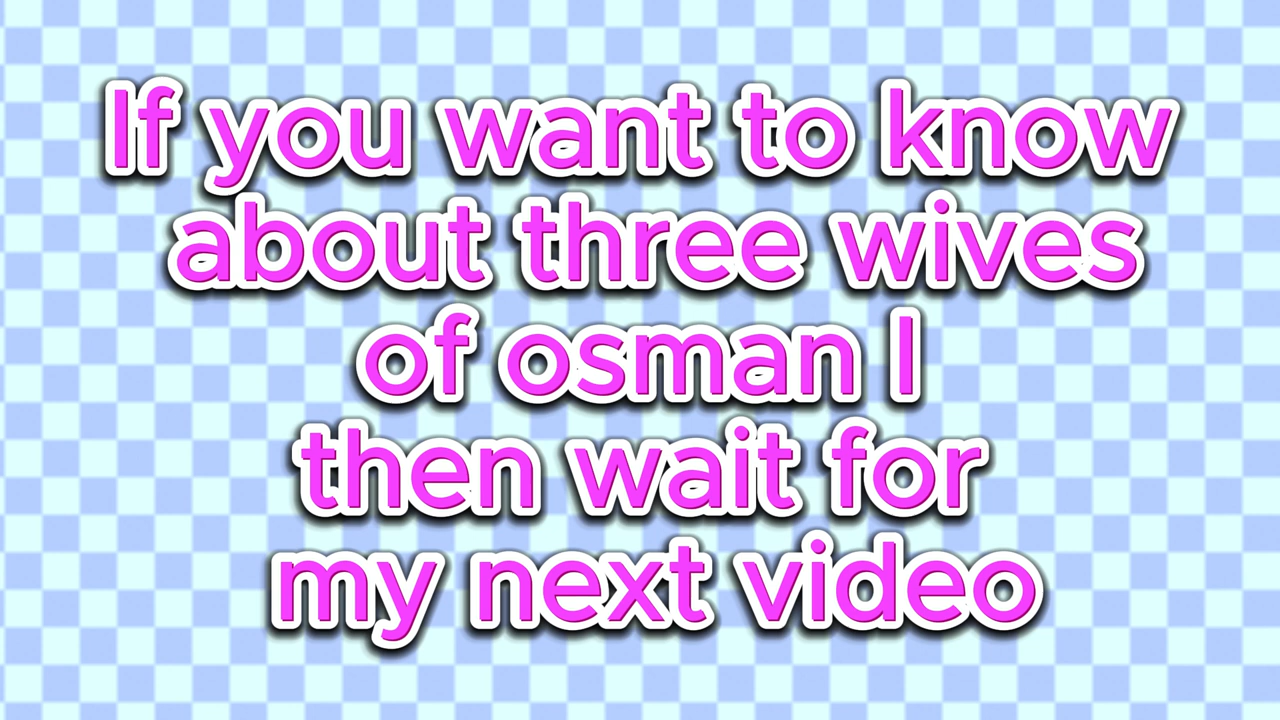 If you want to know
about three wives
of osman I
then wait for
my next video